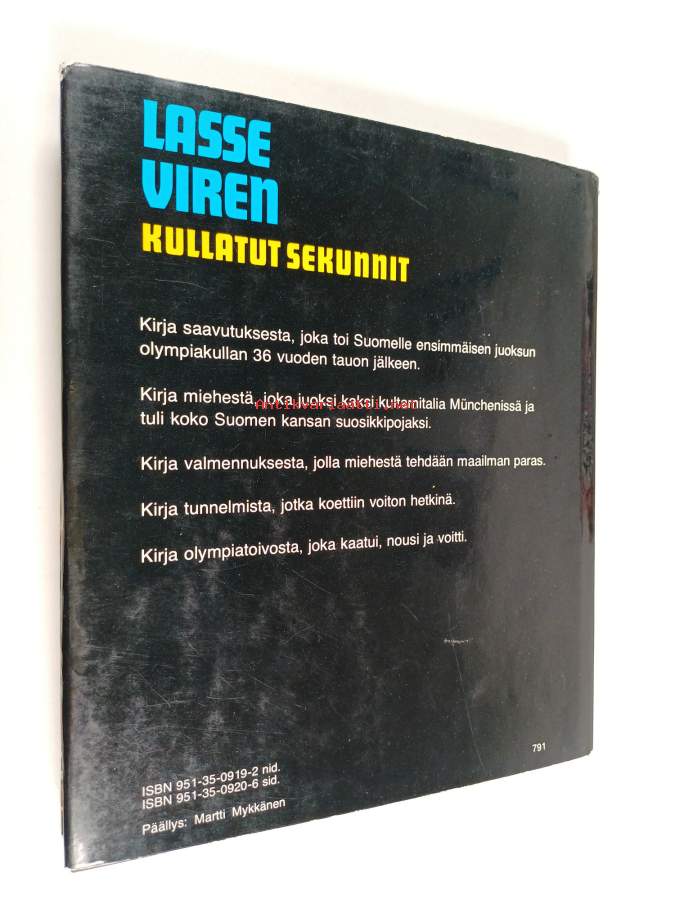 LASSE
VIREN
KULLATUT SEKUNNIT
Kirja saavutuksesta, joka toi Suomelle ensimmäisen juoksun
olympiakullan 36 vuoden tauon jälkeen.
Kirja miehestä, joka juoksi kaksi kultamitalia Münchenissä ja
antikvariaatti.net
tuli koko Suomen kansan suosikkipojaksi.
Kirja valmennuksesta, jolla miehestä tehdään maailman paras.
Kirja tunnelmista, jotka koettiin voiton hetkinä.
Kirja olympiatoivosta, joka kaatui, nousi ja voitti.
791
ISBN 951-35-0919-2 nid.
ISBN 951-35-0920-6 sid.
Päällys: Martti Mykkänen